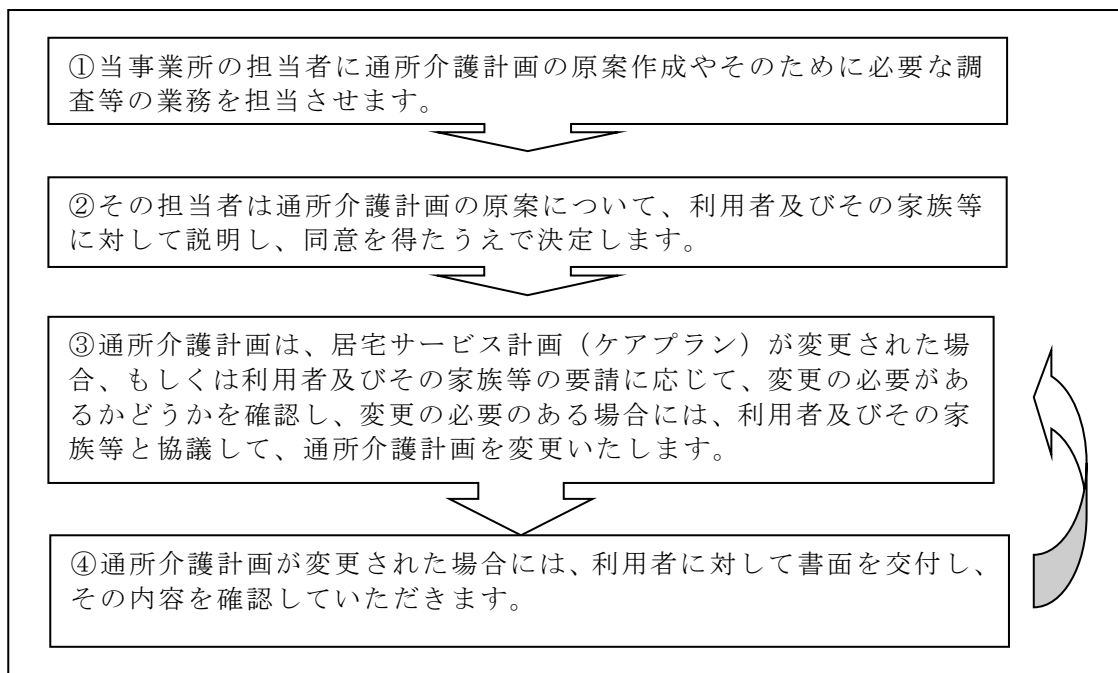 ①当事業所の担当者に通所介護計画の原案作成やそのために必要な調
査等の業務を担当させます。
②その担当者は通所介護計画の原案について、利用者及びその家族等
に対して説明し、同意を得たうえで決定します。
③通所介護計画は、居宅サービス計画（ケアプラン）が変更された場
合、もしくは利用者及びその家族等の要請に応じて、変更の必要があ
るかどうかを確認し、変更の必要のある場合には、利用者及びその家
族等と協議して、通所介護計画を変更いたします。
④通所介護計画が変更された場合には、利用者に対して書面を交付し、
その内容を確認していただきます。